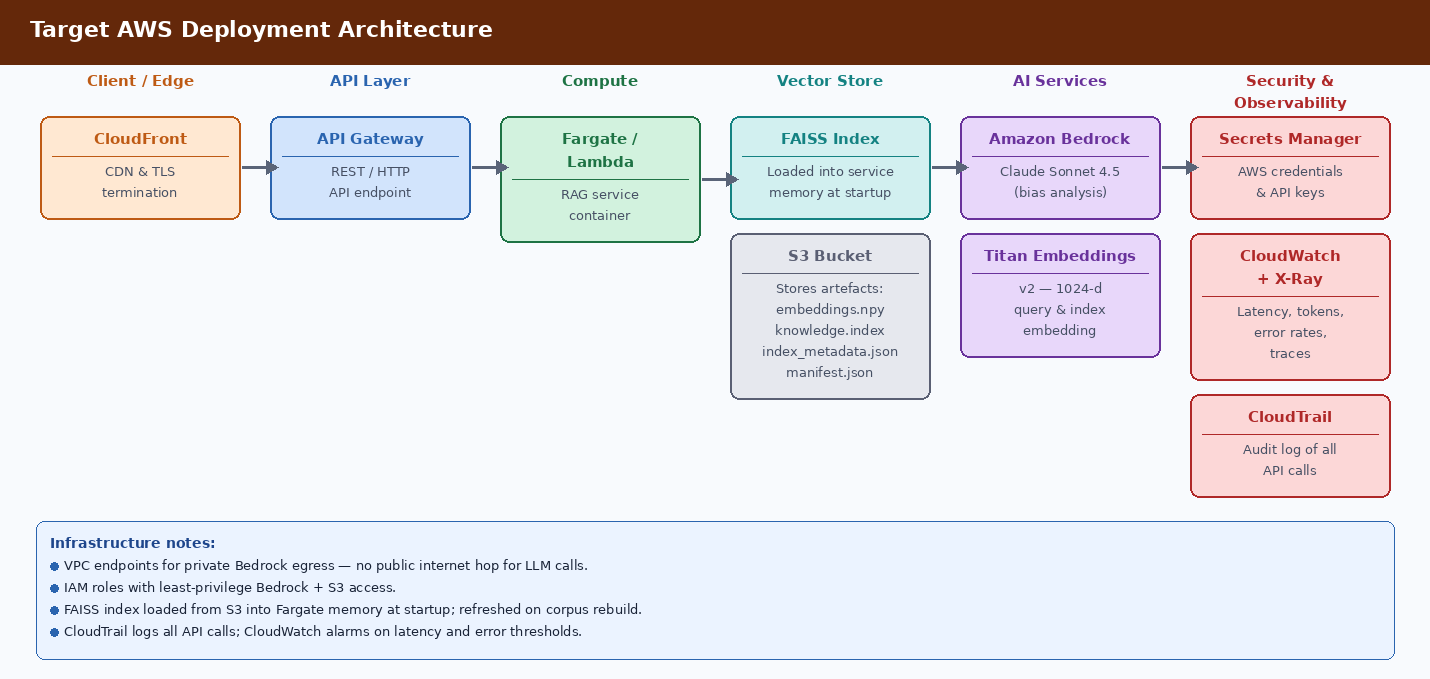 Target AWS Deployment Architecture
Client / Edge
CloudFront
CDN & TLS
termination
API Layer
API Gateway
REST / HTTP
API endpoint
Compute
Fargate /
Lambda
RAG service
container
Vector Store
FAISS Index
Loaded into service
memory at startup
S3 Bucket
Stores artefacts:
embeddings.npy
knowledge.index
index_metadata.json
manifest.json
AI Services
Amazon Bedrock
Claude Sonnet 4.5
(bias analysis)
Titan Embeddings
v2 — 1024-d
query & index
embedding
Security &
Observability
Secrets Manager
AWS credentials
& API keys
CloudWatch
+ X-Ray
Latency, tokens,
error rates,
traces
CloudTrail
Audit log of all
API calls
Infrastructure notes:
● VPC endpoints for private Bedrock egress — no public internet hop for LLM calls.
● IAM roles with least-privilege Bedrock + S3 access.
● FAISS index loaded from S3 into Fargate memory at startup; refreshed on corpus rebuild.
● CloudTrail logs all API calls; CloudWatch alarms on latency and error thresholds.